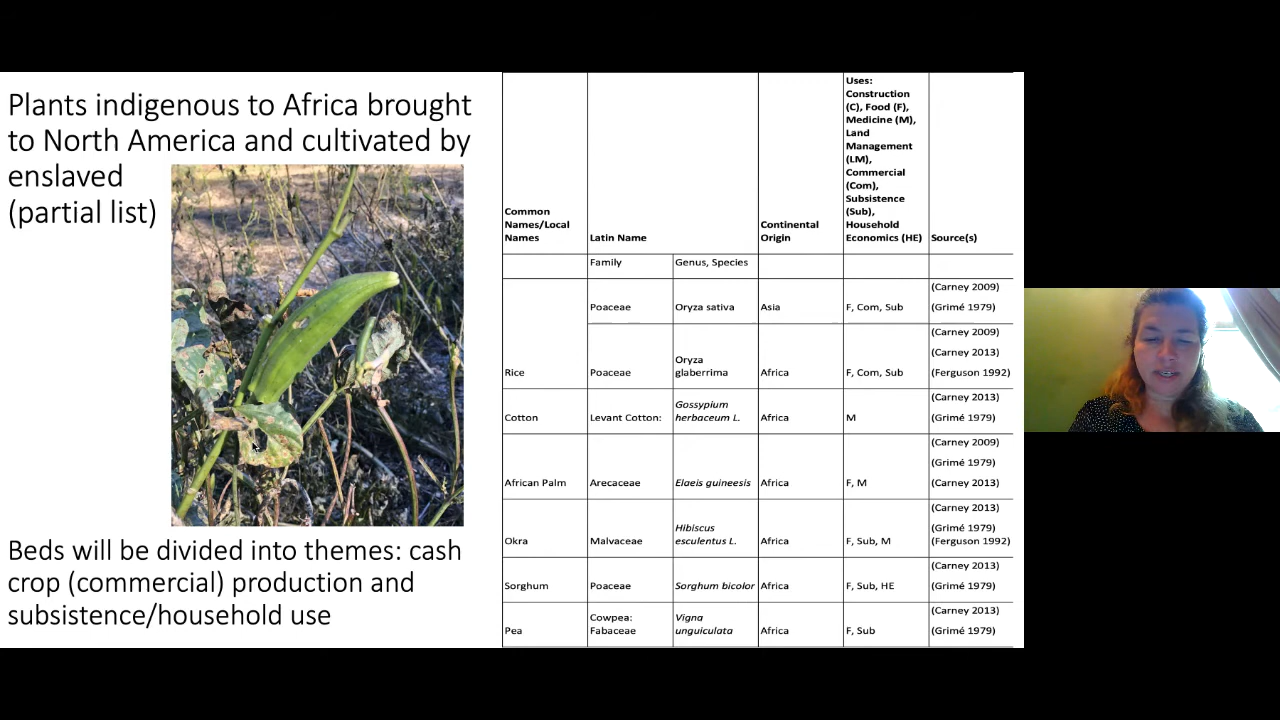 Plants indigenous to Africa brought
to North America and cultivated by
enslaved
(partial list)
Beds will be divided into themes: cash
crop (commercial) production and
subsistence/household use
Common
Names/Local
Names
Latin Name
Continental
Origin
Uses:
Construction
(C), Food (F),
Medicine (M),
Land
Management
(LM),
Commercial
(Com),
Subsistence
(Sub),
Household
Economics (HE)
Source(s)
Family
Genus, Species
Poaceae
Oryza sativa
Asia
F, Com, Sub
(Carney 2009)
(Grimé 1979)
Rice
Poaceae
Oryza
glaberrima
Africa
F, Com, Sub
(Carney 2009)
(Carney 2013)
(Ferguson 1992)
Cotton
Levant Cotton:
Gossypium
herbaceum L.
Africa
M
(Carney 2013)
(Grimé 1979)
African Palm
Arecaceae
Elaeis guineesis
Africa
F, M
(Carney 2009)
(Grimé 1979)
(Carney 2013)
Okra
Malvaceae
Hibiscus
esculentus L.
Africa
F, Sub, M
(Carney 2013)
(Grimé 1979)
(Ferguson 1992)
Sorghum
Poaceae
Sorghum bicolor
Africa
F, Sub, HE
(Carney 2013)
(Grimé 1979)
Pea
Cowpea:
Fabaceae
Vigna
unguiculata
Africa
F, Sub
(Carney 2013)
(Grimé 1979)